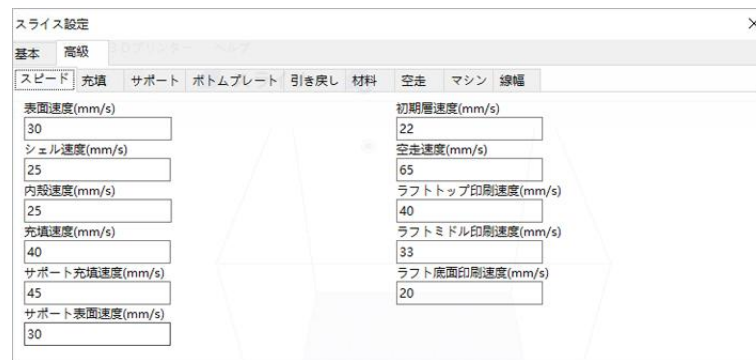 スライス設定
基本 高級
スピード 充填 サポート ボトムプレート 引き戻し 材料 空走 マシン 線幅
表面速度(mm/s)
30
シェル速度(mm/s)
25
内殻速度(mm/s)
25
充填速度(mm/s)
40
サポート充填速度(mm/s)
45
サポート表面速度(mm/s)
30
初期層速度(mm/s)
22
空走速度(mm/s)
65
ラフトトップ印刷速度(mm/s)
40
ラフトミドル印刷速度(mm/s)
33
ラフト底面印刷速度(mm/s)
20